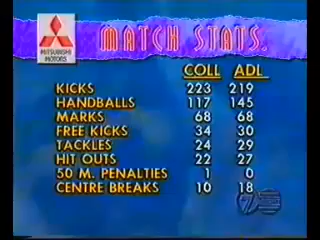 MITSUBISHI
MOTORS
MATCH STATS.
COLL ADL
KICKS 223 219
HANDBALLS 117 145
MARKS 68 68
FREE KICKS 34 30
TACKLES 24 29
HIT OUTS 22 27
50 M. PENALTIES 1 0
CENTRE BREAKS 10 18
7